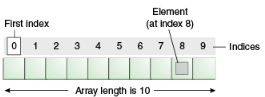 First index
Element
(at index 8)
0 1 2 3 4 5 6 7 8 9
Indices
Array length is 10